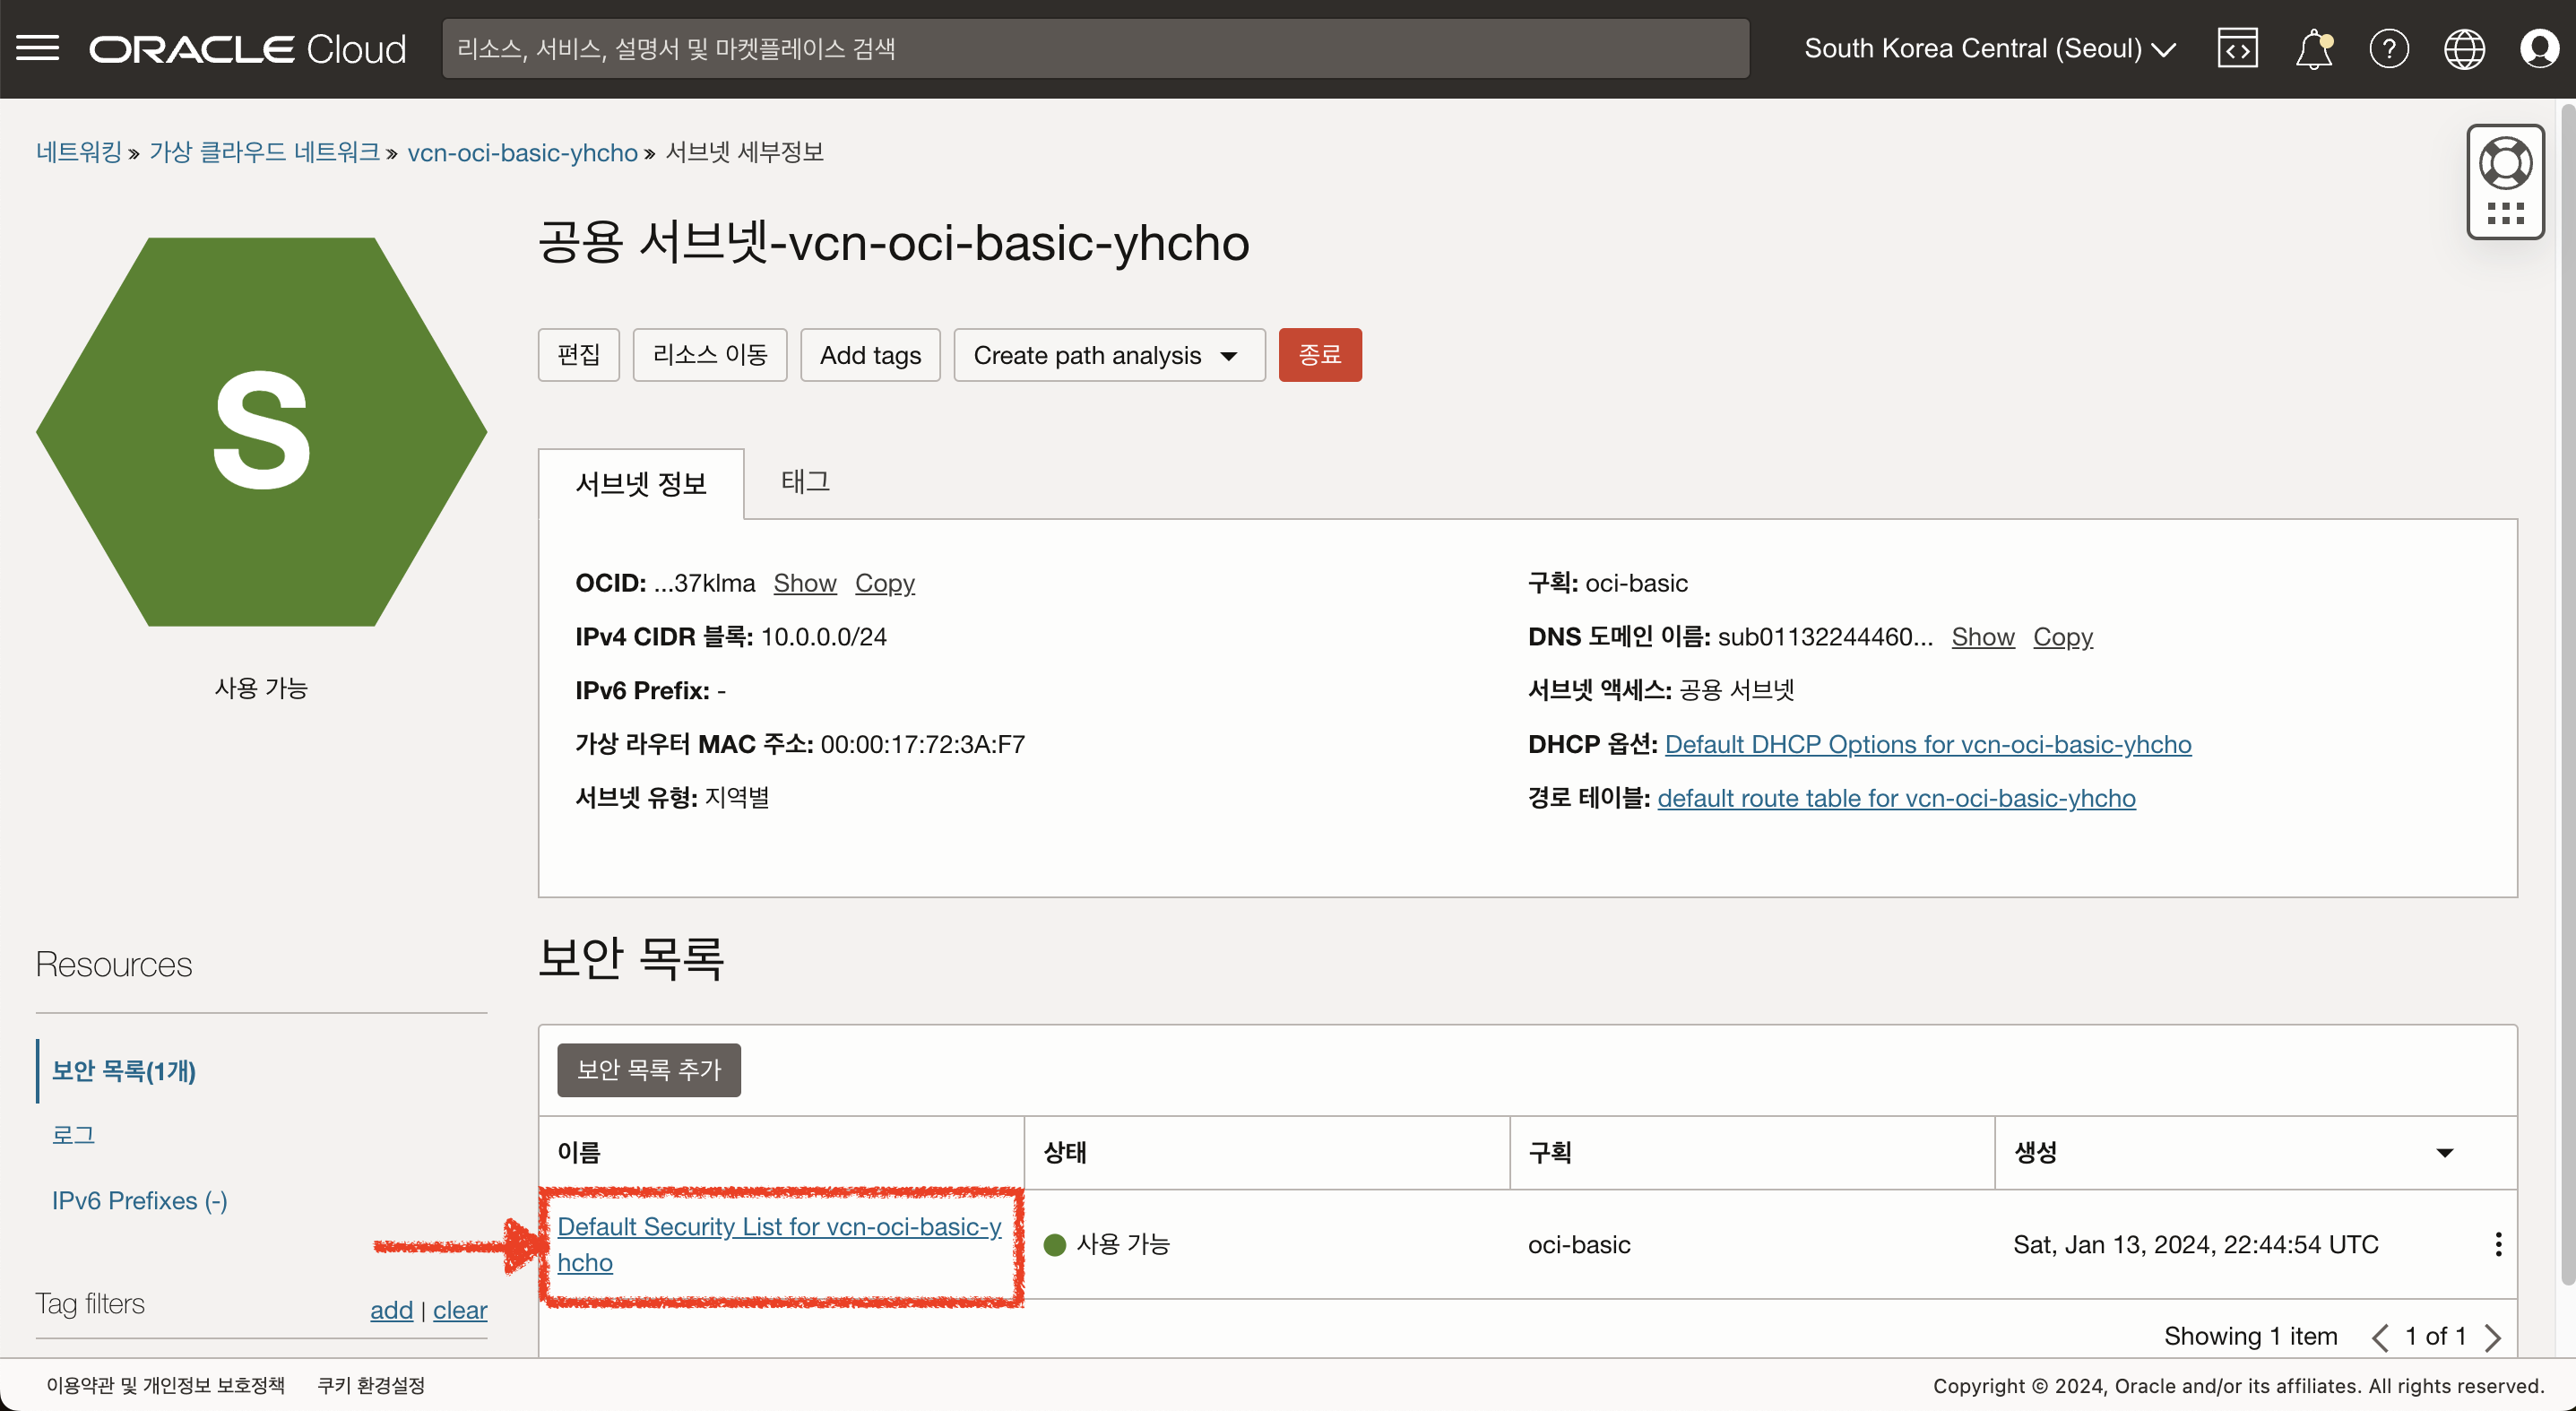 ORACLE Cloud
리소스, 서비스, 설명서 및 마켓플레이스 검색
South Korea Central (Seoul)
네트워킹 » 가상 클라우드 네트워크 » vcn-oci-basic-yhcho » 서브넷 세부정보
S
사용 가능
공용 서브넷-vcn-oci-basic-yhcho
편집
리소스 이동
Add tags
Create path analysis
종료
서브넷 정보
태그
OCID: ...37klma Show Copy
IPv4 CIDR 블록: 10.0.0.0/24
IPv6 Prefix: -
가상 라우터 MAC 주소: 00:00:17:72:3A:F7
서브넷 유형: 지역별
구획: oci-basic
DNS 도메인 이름: sub01132244460... Show Copy
서브넷 액세스: 공용 서브넷
DHCP 옵션: Default DHCP Options for vcn-oci-basic-yhcho
경로 테이블: default route table for vcn-oci-basic-yhcho
Resources
보안 목록(1개)
로그
IPv6 Prefixes (-)
Tag filters
add | clear
보안 목록
보안 목록 추가
이름
상태
구획
생성
Default Security List for vcn-oci-basic-y
hcho
사용 가능
oci-basic
Sat, Jan 13, 2024, 22:44:54 UTC
Showing 1 item
1 of 1
이용약관 및 개인정보 보호정책
쿠키 환경설정
Copyright © 2024, Oracle and/or its affiliates. All rights reserved.